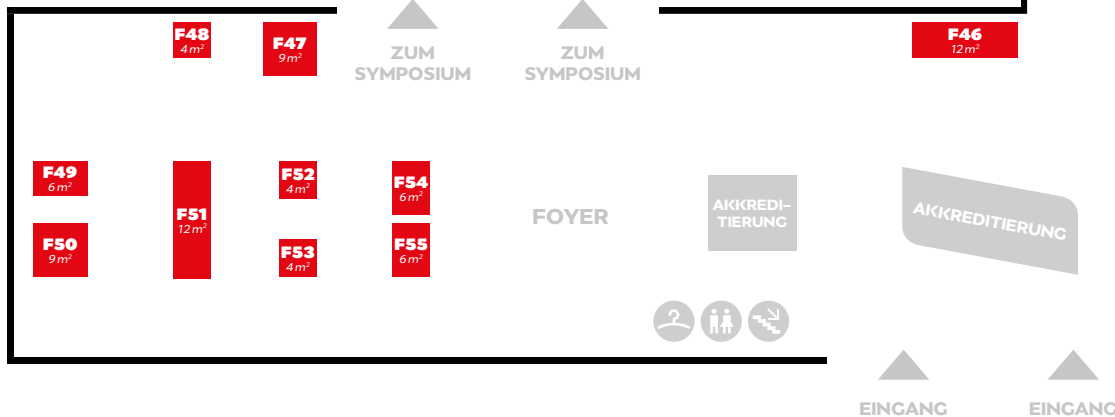 F48
4 m²
F47
9 m²
ZUM
SYMPOSIUM
ZUM
SYMPOSIUM
F46
12 m²
F49
6 m²
F50
9 m²
F51
12 m²
F52
4 m²
F53
4 m²
F54
6 m²
F55
6 m²
FOYER
AKKREDI-
TIERUNG
AKKREDITIERUNG
EINGANG
EINGANG